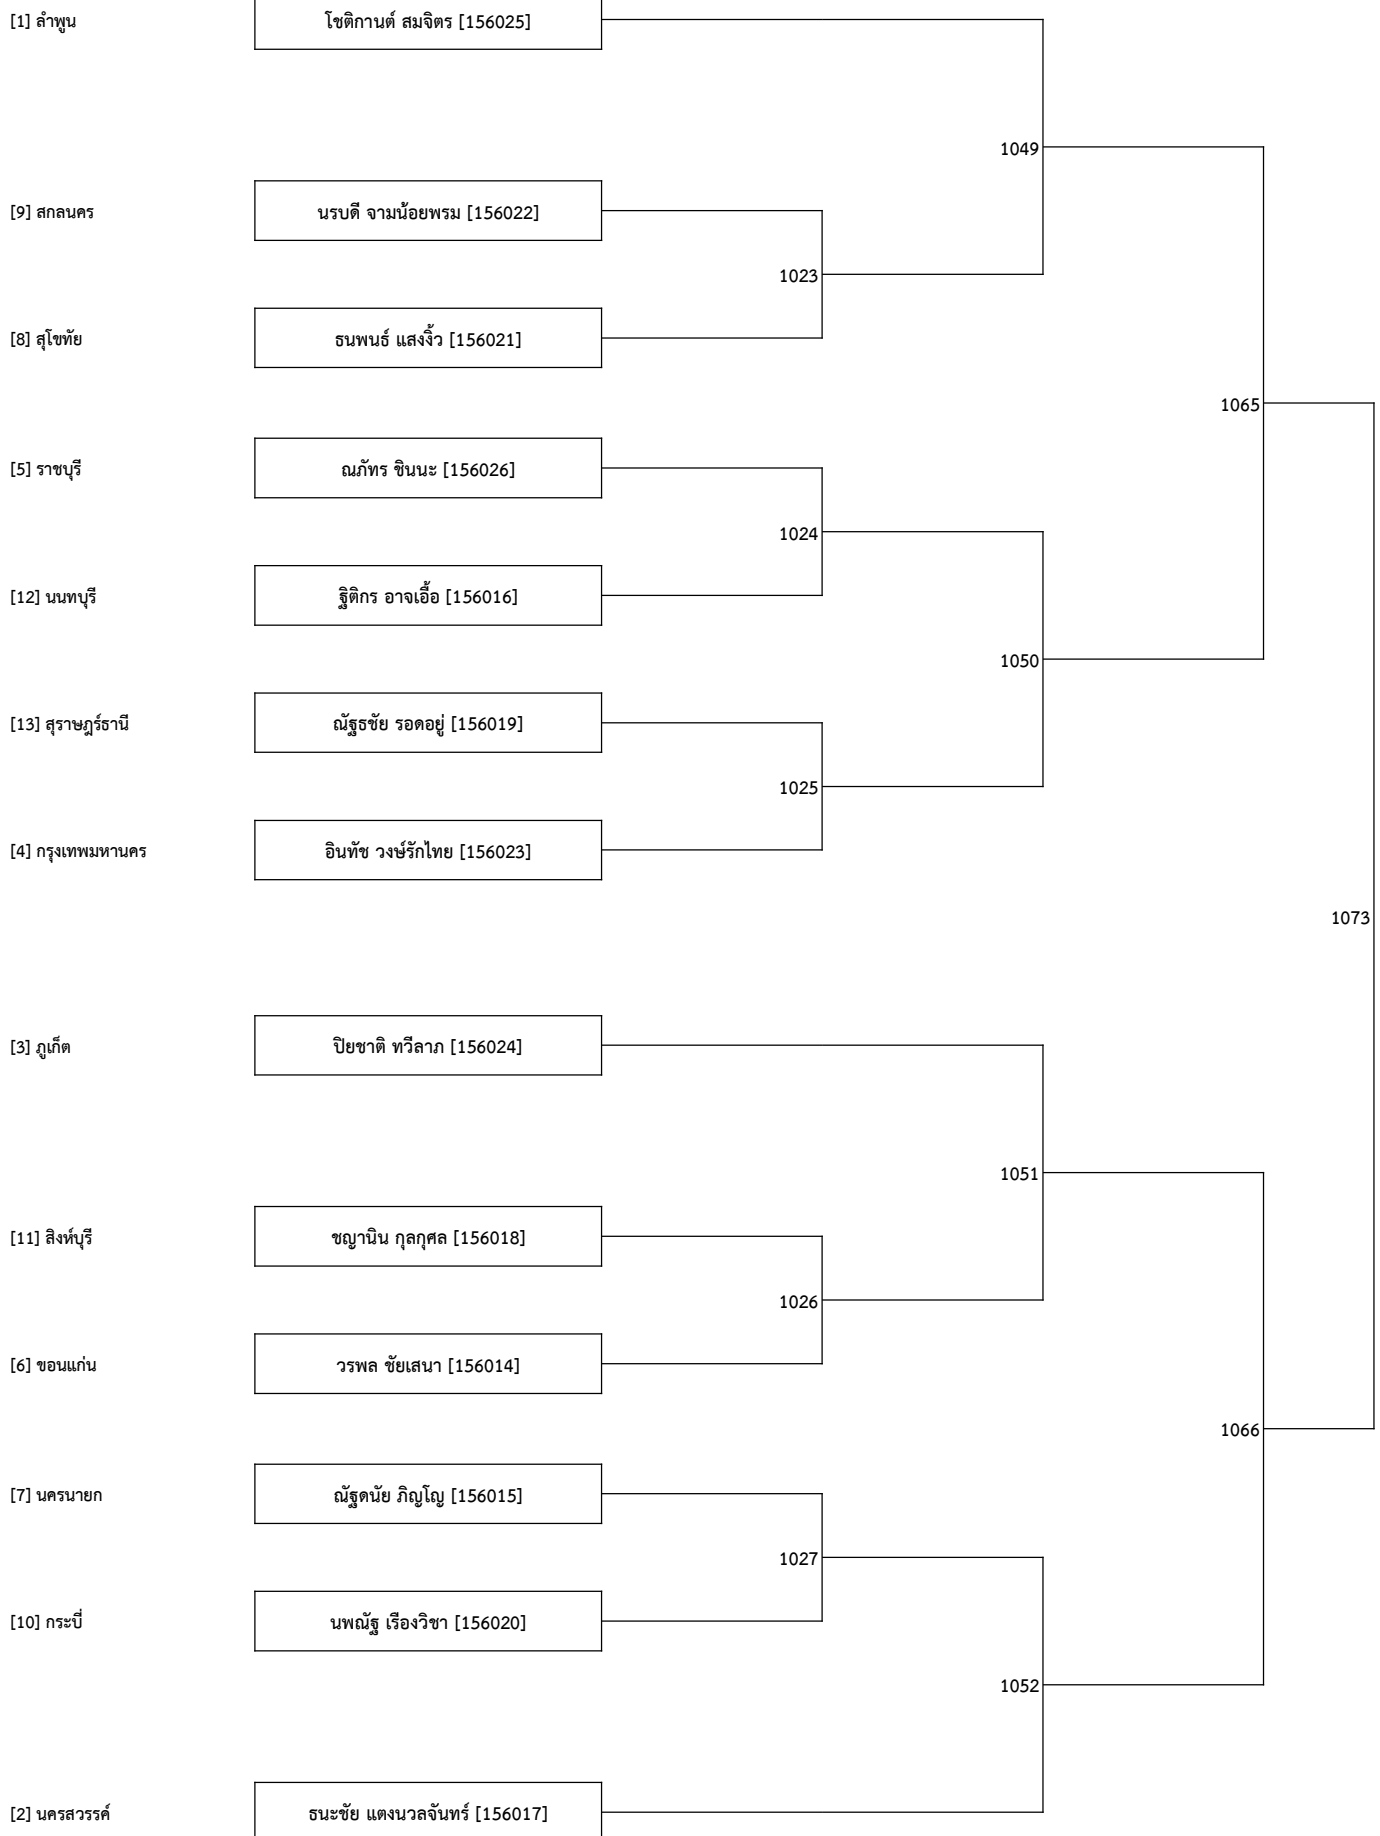 [1] ลำพูน โชติกานต์ สมจิตร [156025]
1049
[9] สกลนคร นรบดี จามน้อยพรม [156022]
1023
[8] สุโขทัย ธนพนธ์ แสงงิ้ว [156021]
1065
[5] ราชบุรี ณภัทร ชินนะ [156026]
1024
[12] นนทบุรี ฐิติกร อาจเอื้อ [156016]
1050
[13] สุราษฎร์ธานี ณัฐธชัย รอดอยู่ [156019]
1025
[4] กรุงเทพมหานคร อินทัช วงษ์รักไทย [156023]
1073
[3] ภูเก็ต ปิยชาติ ทวีลาภ [156024]
1051
[11] สิงห์บุรี ชญานิน กุลกุศล [156018]
1026
[6] ขอนแก่น วรพล ชัยเสนา [156014]
1066
[7] นครนายก ณัฐดนัย ภิญโญ [156015]
1027
[10] กระบี่ นพณัฐ เรืองวิชา [156020]
1052
[2] นครสวรรค์ ธนะชัย แตงนวลจันทร์ [156017]